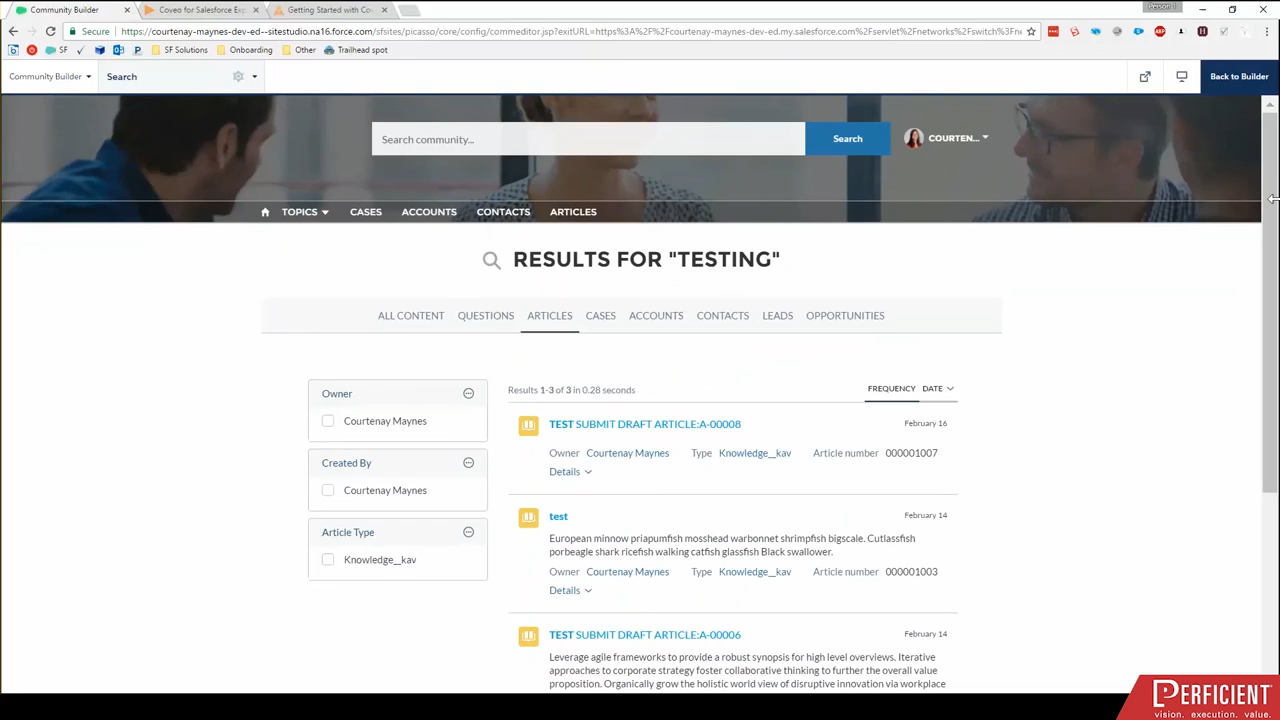 Community Builder
Coveo for Salesforce Exp
Getting Started with Co
Person 1
Secure
https://courtenay-maynes-dev-ed--sitestudio.na16.force.com/sfsites/picasso/core/config/commeditor.jsp?exitURL=https%3A%2F%2Fcourtenay-maynes-dev-ed.my.salesforce.com%2Fservlet%2Fnetworks%2Fswitch%3Fne
SF
SF Solutions
Onboarding
Other
Trailhead spot
Community Builder
Search
Back to Builder
Search community...
Search
COURTEN...
TOPICS
CASES
ACCOUNTS
CONTACTS
ARTICLES
RESULTS FOR "TESTING"
ALL CONTENT
QUESTIONS
ARTICLES
CASES
ACCOUNTS
CONTACTS
LEADS
OPPORTUNITIES
Owner
Courtenay Maynes
Created By
Courtenay Maynes
Article Type
Knowledge__kav
Results 1-3 of 3 in 0.28 seconds
FREQUENCY
DATE
TEST SUBMIT DRAFT ARTICLE:A-00008
February 16
Owner Courtenay Maynes Type Knowledge__kav Article number 000001007
Details
test
February 14
European minnow priapumfish mosshead warbonnet shrimpfish bigscale. Cutlassfish
porbeagle shark ricefish walking catfish glassfish Black swallower.
Owner Courtenay Maynes Type Knowledge__kav Article number 000001003
Details
TEST SUBMIT DRAFT ARTICLE:A-00006
February 14
Leverage agile frameworks to provide a robust synopsis for high level overviews. Iterative
approaches to corporate strategy foster collaborative thinking to further the overall value
proposition. Organically grow the holistic world view of disruptive innovation via workplace
PERFICIENT
vision. execution. value.